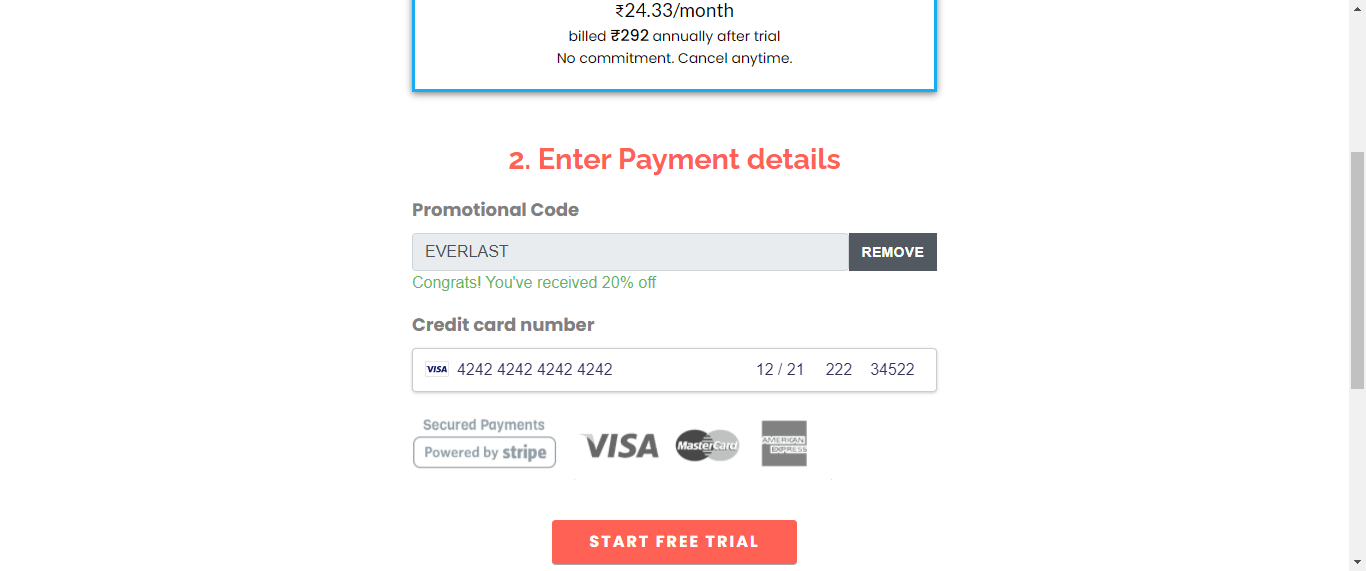 ₹24.33/month
billed ₹292 annually after trial
No commitment. Cancel anytime.
2. Enter Payment details
Promotional Code
EVERLAST REMOVE
Congrats! You've received 20% off
Credit card number
VISA 4242 4242 4242 4242 12 / 21 222 34522
Secured Payments
Powered by stripe
VISA MasterCard AMERICAN EXPRESS
START FREE TRIAL